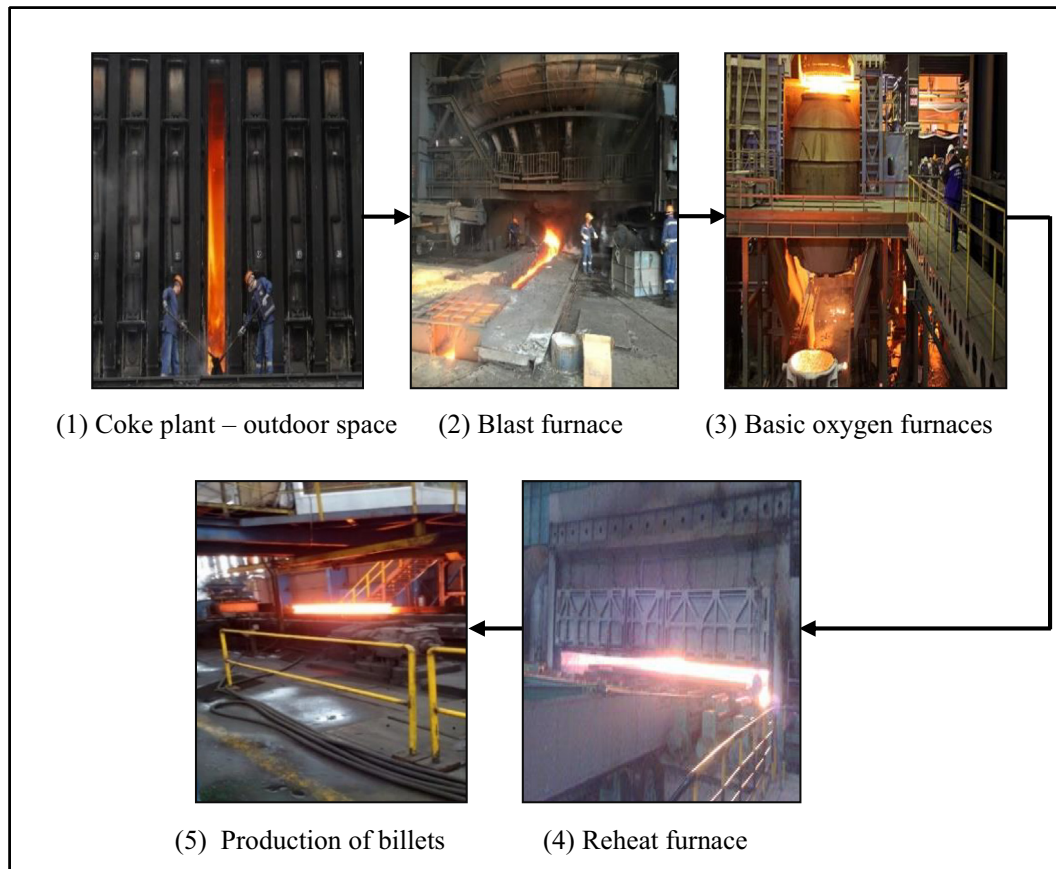 (1) Coke plant – outdoor space
(2) Blast furnace
(3) Basic oxygen furnaces
(5) Production of billets
(4) Reheat furnace